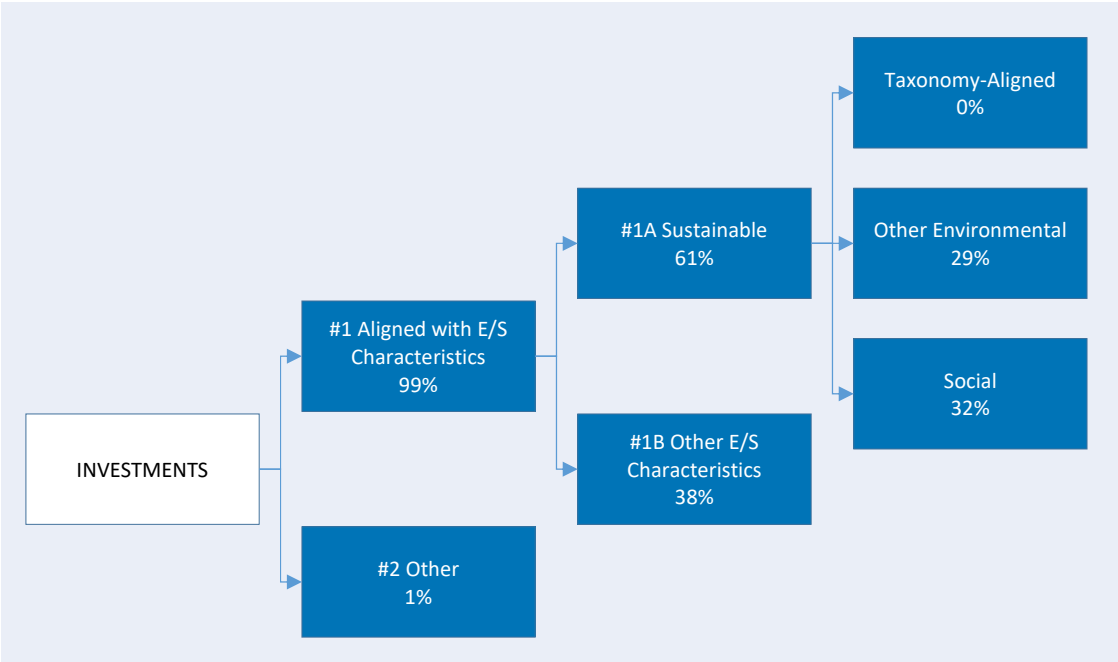 INVESTMENTS
#1 Aligned with E/S
Characteristics
99%
#2 Other
1%
#1A Sustainable
61%
#1B Other E/S
Characteristics
38%
Taxonomy-Aligned
0%
Other Environmental
29%
Social
32%